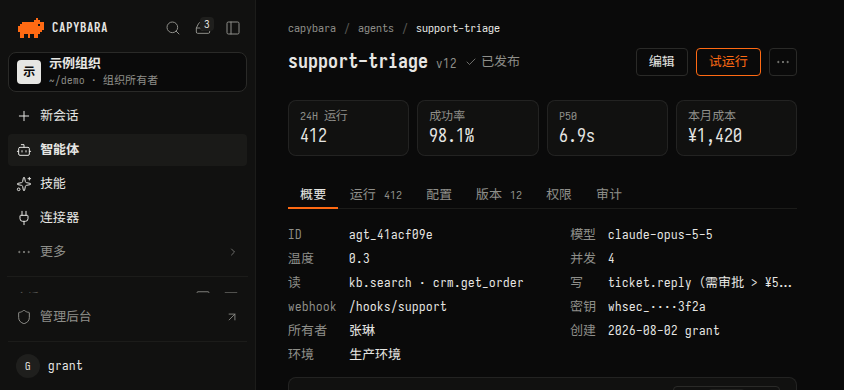 CAPYBARA
3
示
示例组织
~/demo · 组织所有者
新会话
智能体
技能
连接器
更多
管理后台
G
grant
capybara / agents / support-triage
support-triage v12 已发布
编辑
试运行
24H 运行
412
成功率
98.1%
P50
6.9s
本月成本
¥1,420
概要 运行 412 配置 版本 12 权限 审计
ID agt_41acf09e
模型 claude-opus-5-5
温度 0.3
并发 4
读 kb.search · crm.get_order
写 ticket.reply (需审批 > ¥5...
webhook /hooks/support
密钥 whsec_····3f2a
所有者 张琳
创建 2026-08-02 grant
环境 生产环境